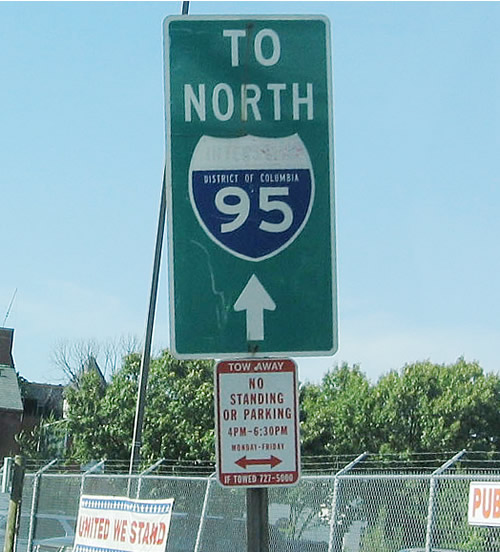 TO
NORTH
INTERSTATE
DISTRICT OF COLUMBIA
95
TOW AWAY
NO
STANDING
OR PARKING
4PM-6:30PM
MONDAY-FRIDAY
IF TOWED 727-5000
UNITED WE STAND
PUB